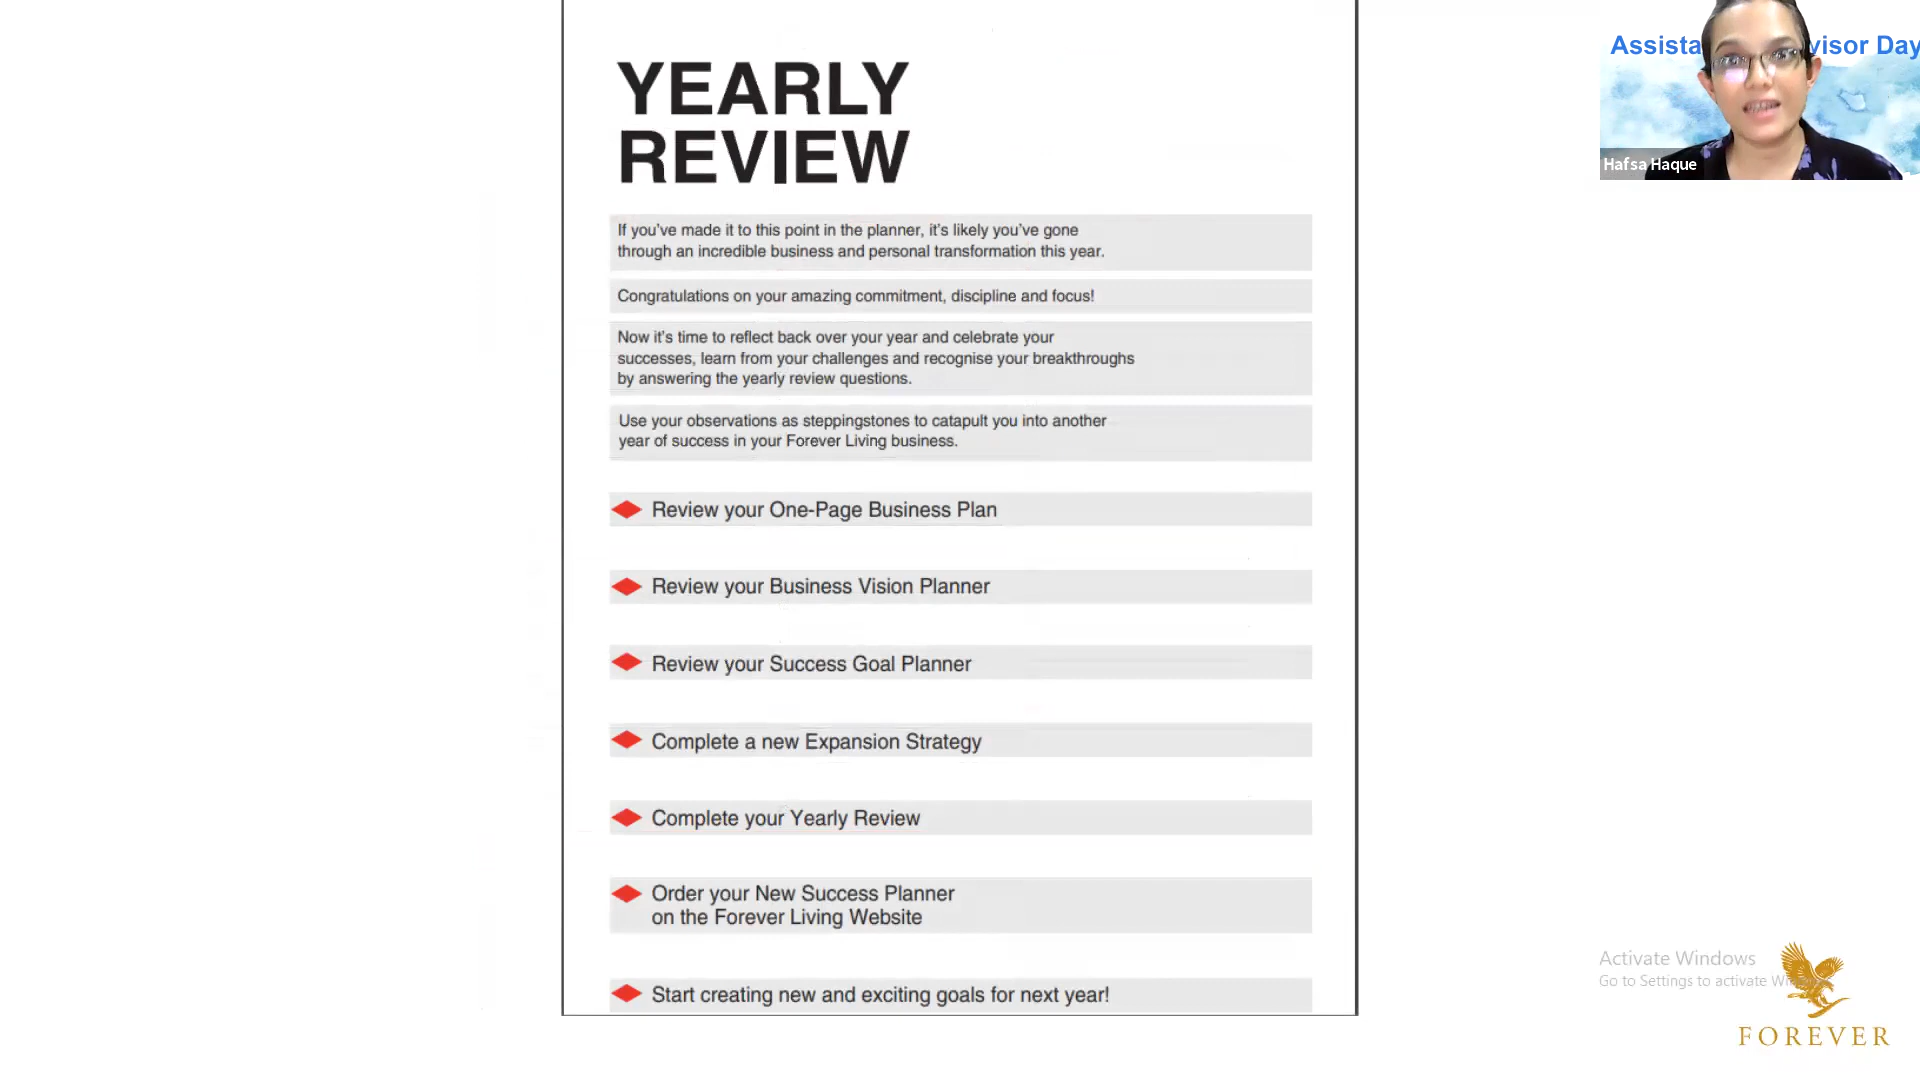 YEARLY
REVIEW
If you've made it to this point in the planner, it's likely you've gone
through an incredible business and personal transformation this year.
Congratulations on your amazing commitment, discipline and focus!
Now it's time to reflect back over your year and celebrate your
successes, learn from your challenges and recognise your breakthroughs
by answering the yearly review questions.
Use your observations as steppingstones to catapult you into another
year of success in your Forever Living business.
Review your One-Page Business Plan
Review your Business Vision Planner
Review your Success Goal Planner
Complete a new Expansion Strategy
Complete your Yearly Review
Order your New Success Planner
on the Forever Living Website
Start creating new and exciting goals for next year!
Day
Hafsa Haque
Activate Windows
Go to Settings to activate
FOREVER